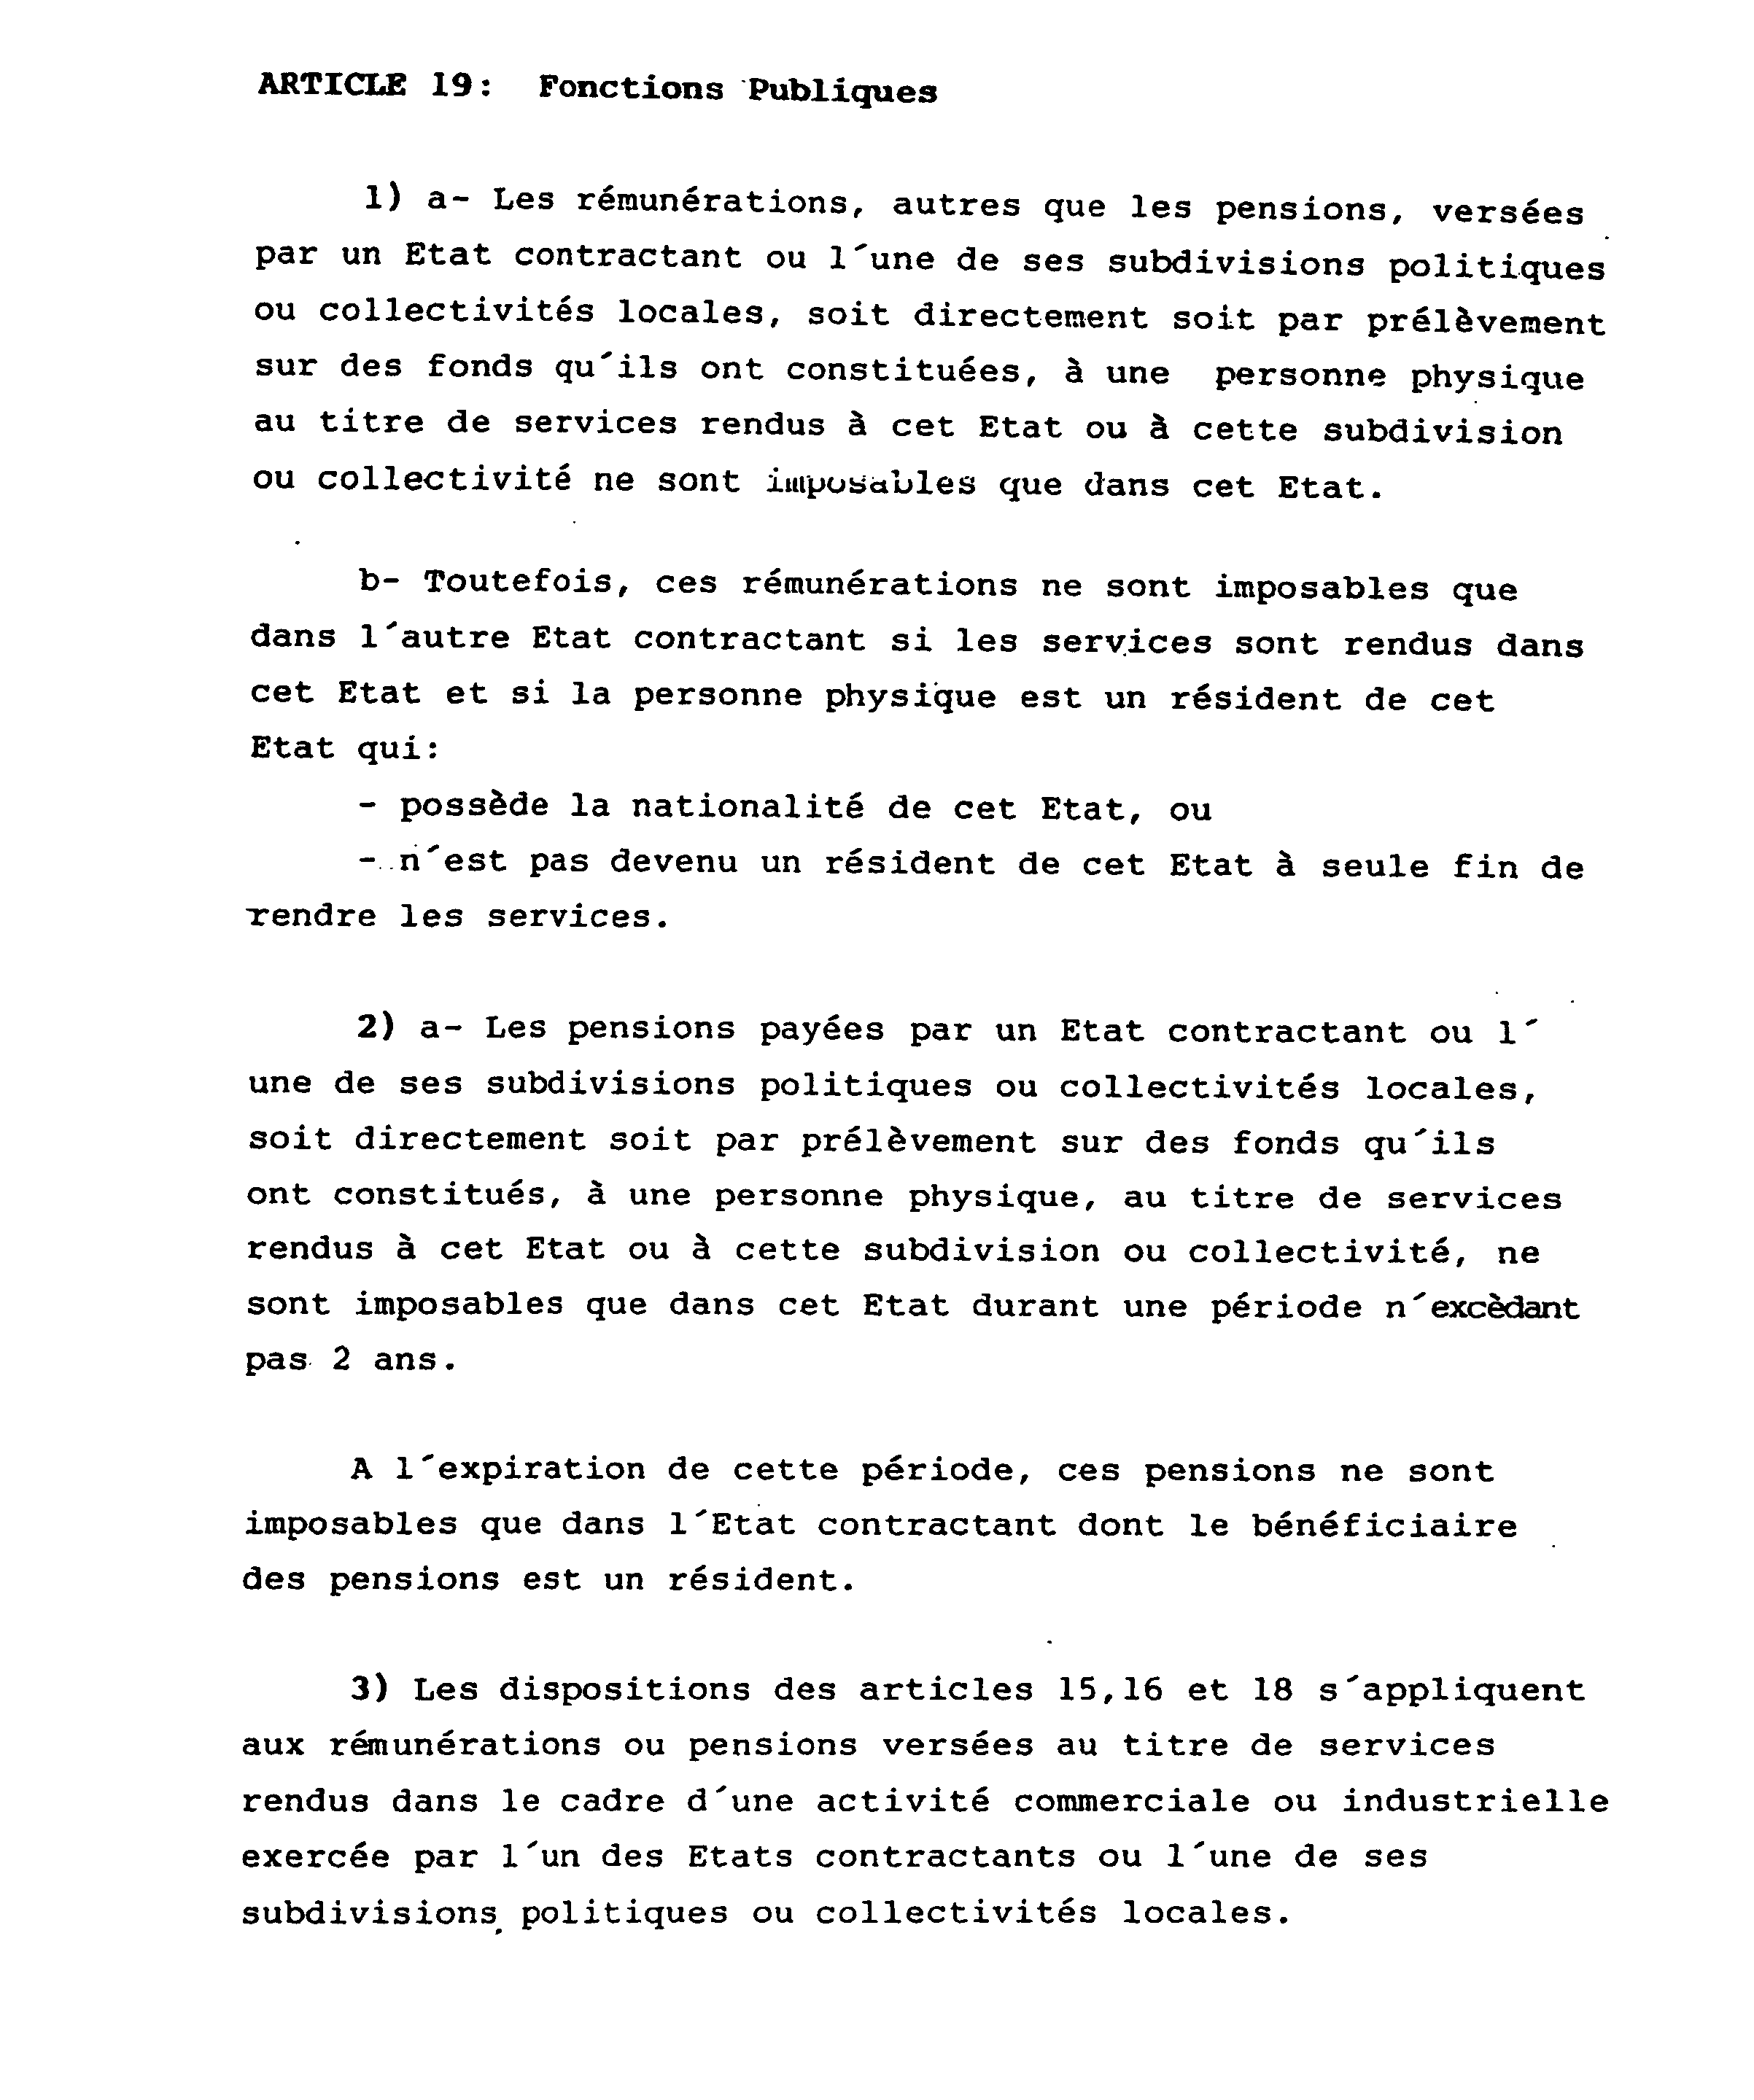 ARTICLE 19: Fonctions Publiques
1) a- Les rémunérations, autres que les pensions, versées
par un Etat contractant ou l´une de ses subdivisions politiques
ou collectivités locales, soit directement soit par prélèvement
sur des fonds qu´ils ont constituées, à une personne physique
au titre de services rendus à cet Etat ou à cette subdivision
ou collectivité ne sont imposables que dans cet Etat.
b- Toutefois, ces rémunérations ne sont imposables que
dans l´autre Etat contractant si les services sont rendus dans
cet Etat et si la personne physique est un résident de cet
Etat qui:
- possède la nationalité de cet Etat, ou
- n´est pas devenu un résident de cet Etat à seule fin de
rendre les services.
2) a- Les pensions payées par un Etat contractant ou l´
une de ses subdivisions politiques ou collectivités locales,
soit directement soit par prélèvement sur des fonds qu´ils
ont constitués, à une personne physique, au titre de services
rendus à cet Etat ou à cette subdivision ou collectivité, ne
sont imposables que dans cet Etat durant une période n´excèdant
pas 2 ans.
A l´expiration de cette période, ces pensions ne sont
imposables que dans l´Etat contractant dont le bénéficiaire
des pensions est un résident.
3) Les dispositions des articles 15,16 et 18 s´appliquent
aux rémunérations ou pensions versées au titre de services
rendus dans le cadre d´une activité commerciale ou industrielle
exercée par l´un des Etats contractants ou l´une de ses
subdivisions politiques ou collectivités locales.